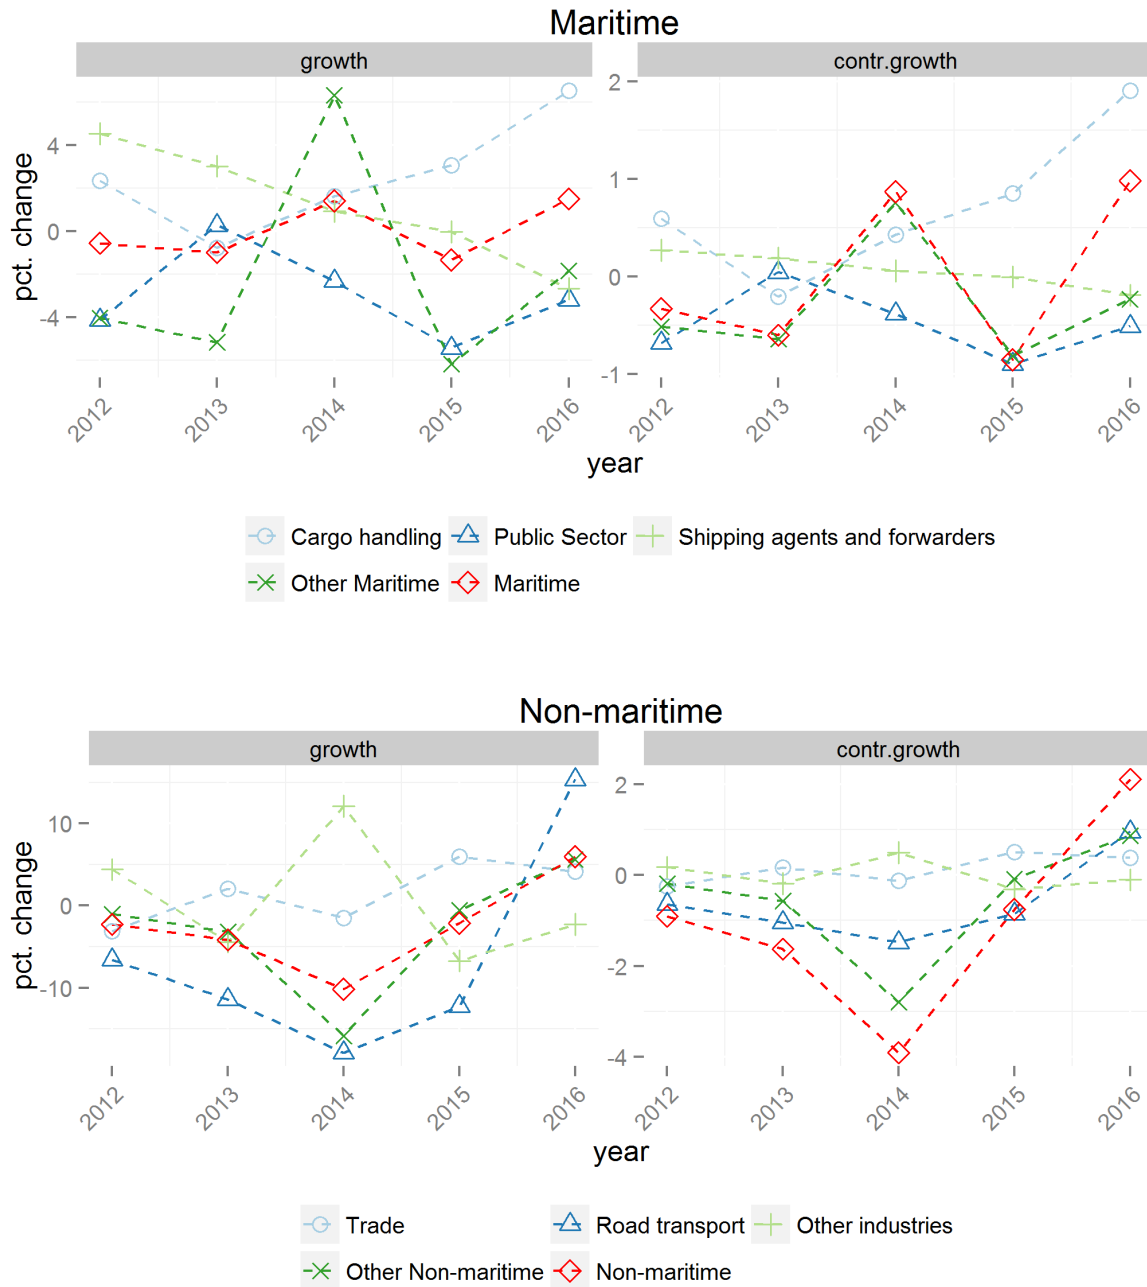 Maritime
growth contr.growth
pct. change
4
0
-4
2
1
0
-1
2012 2013 2014 2015 2016 2012 2013 2014 2015 2016
year
Cargo handling Public Sector Shipping agents and forwarders
Other Maritime Maritime
Non-maritime
growth contr.growth
pct. change
10
0
-10
2
0
-2
-4
2012 2013 2014 2015 2016 2012 2013 2014 2015 2016
year
Trade Road transport Other industries
Other Non-maritime Non-maritime